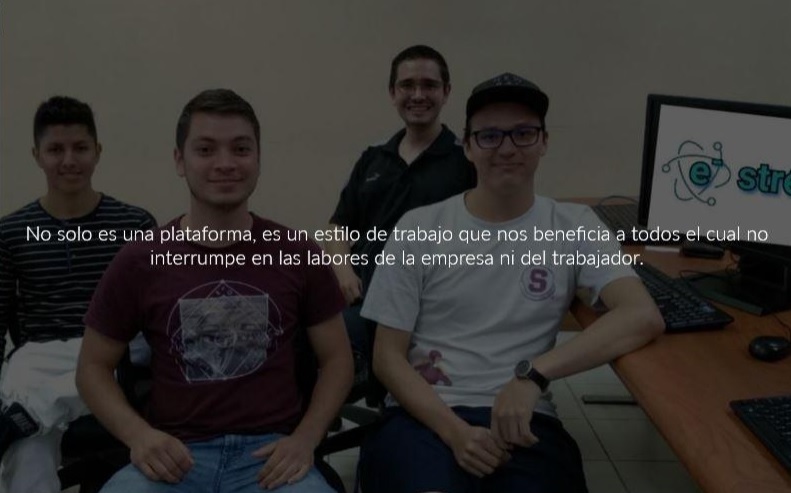 No solo es una plataforma, es un estilo de trabajo que nos beneficia a todos el cual no
interrumpe en las labores de la empresa ni del trabajador.
e-
S